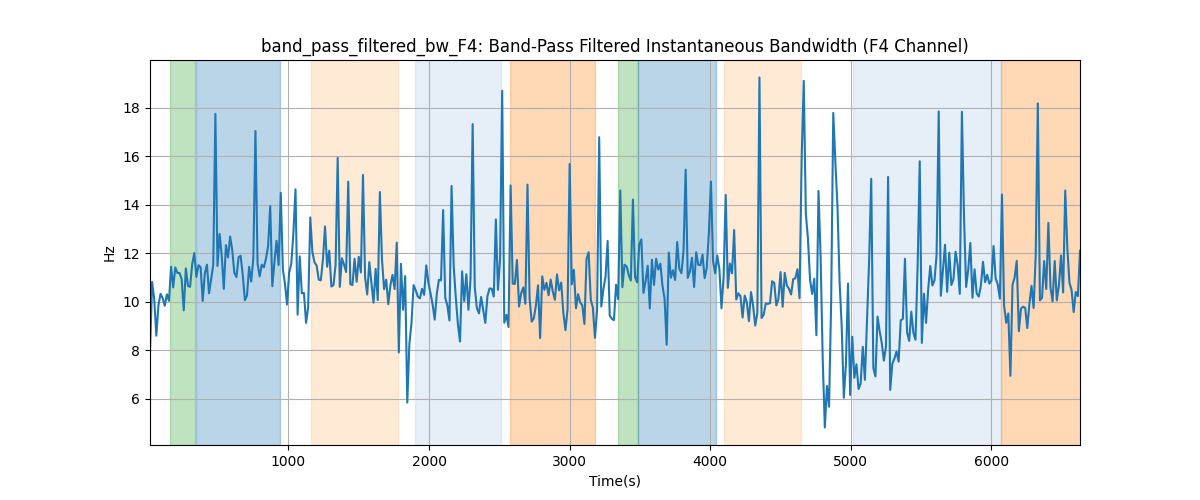 band_pass_filtered_bw_F4: Band-Pass Filtered Instantaneous Bandwidth (F4 Channel)
Hz
18
16
14
12
10
8
6
1000 2000 3000 4000 5000 6000
Time(s)